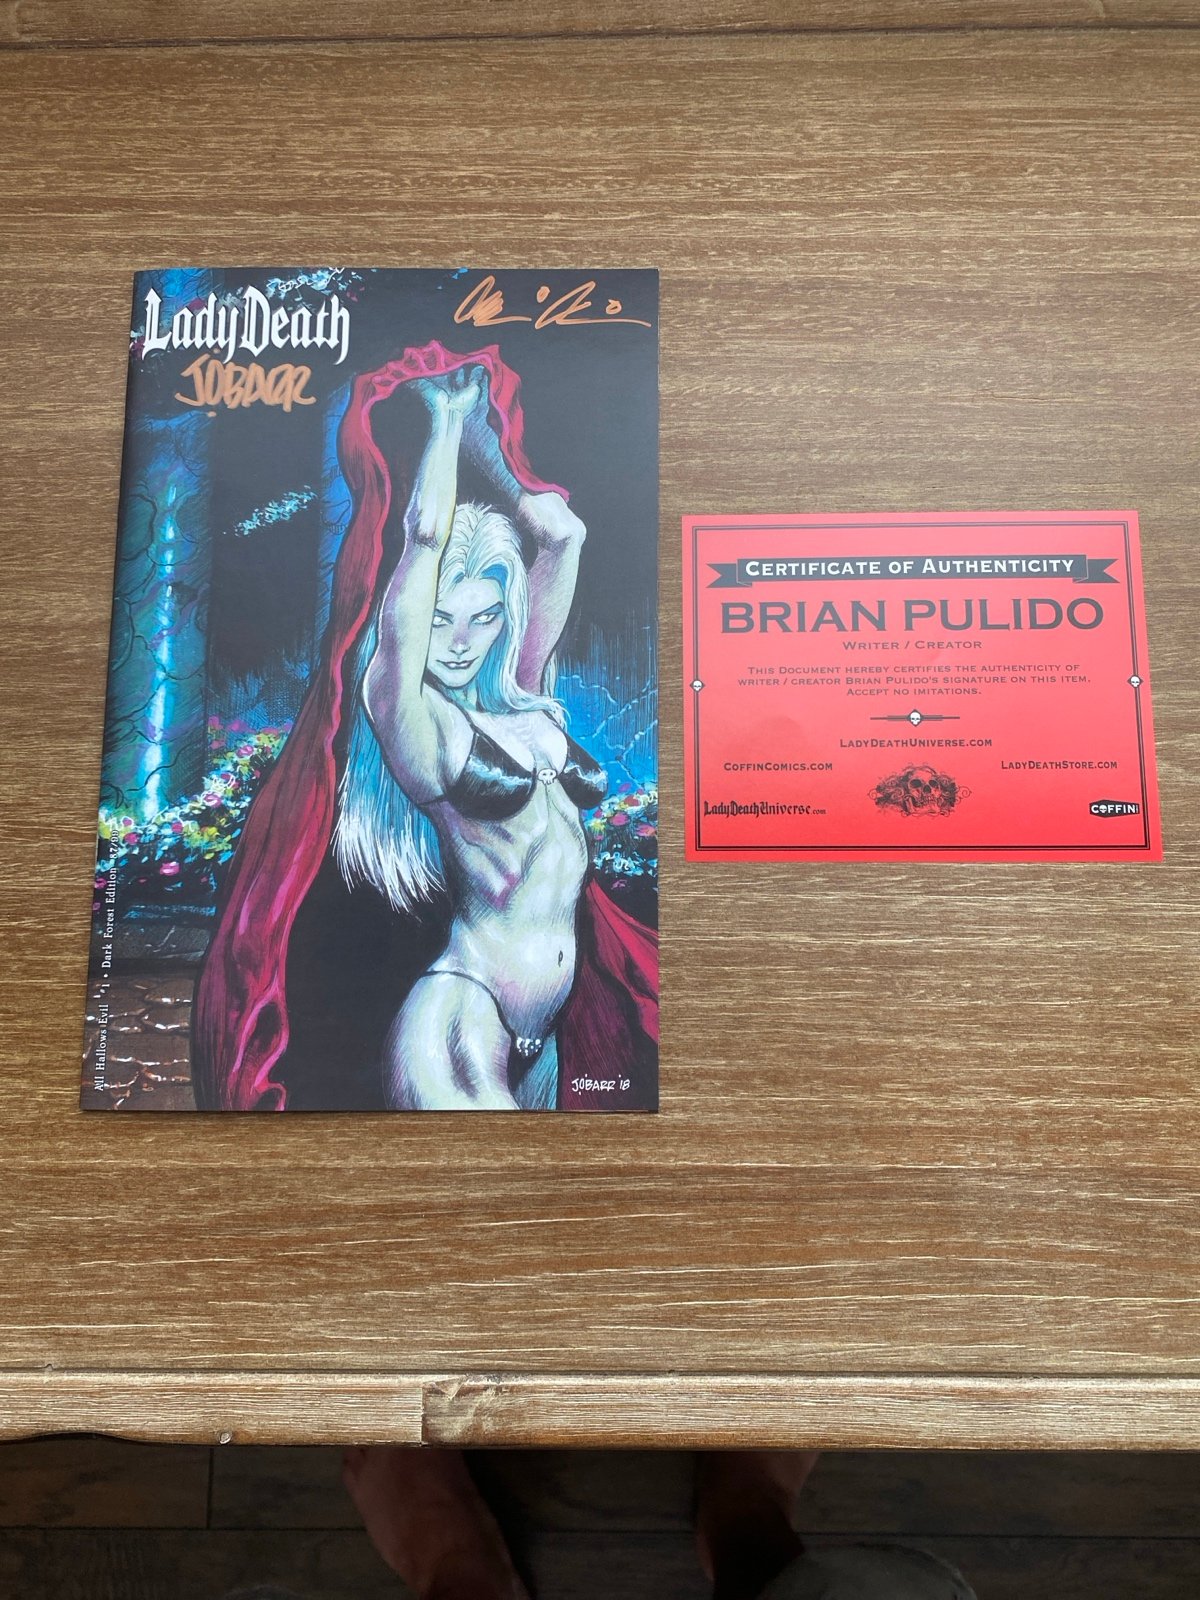 Lady Death
JOBARR
All Hallows Evil #1 • Dark Forest Edition
JOBARR '18
CERTIFICATE OF AUTHENTICITY
BRIAN PULIDO
WRITER / CREATOR
THIS DOCUMENT HEREBY CERTIFIES THE AUTHENTICITY OF
WRITER / CREATOR BRIAN PULIDO'S SIGNATURE ON THIS ITEM.
ACCEPT NO IMITATIONS.
LADYDEATHUNIVERSE.COM
COFFINCOMICS.COM
LADYDEATHSTORE.COM
LadyDeathUniverse.com
COFFIN